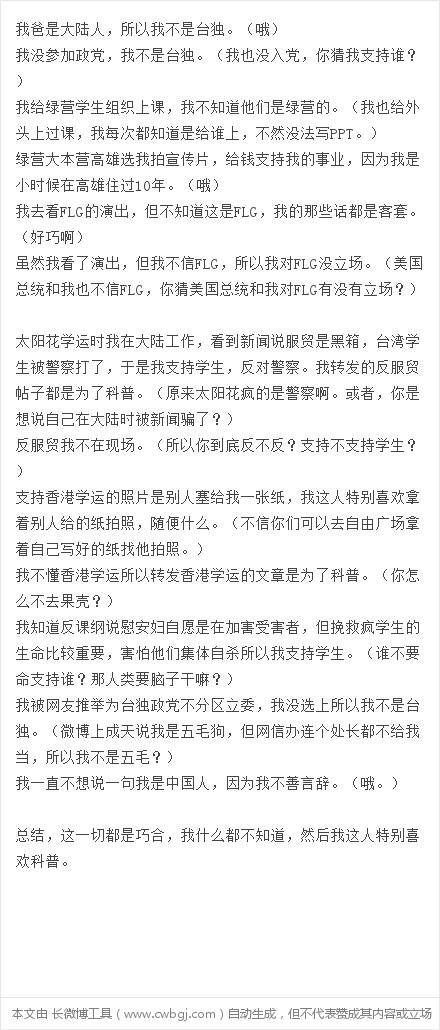 我爸是大陆人，所以我不是台独。（哦）
我没参加政党，我不是台独。（我也没入党，你猜我支持谁？
）
我给绿营学生组织上课，我不知道他们是绿营的。（我也给外
头上过课，我每次都知道是给谁上，不然没法写PPT。）
绿营大本营高雄选我拍宣传片，给钱支持我的事业，因为我是
小时候在高雄住过10年。（哦）
我去看FLG的演出，但不知道这是FLG，我的那些话都是客套。
（好巧啊）
虽然我看了演出，但我不信FLG，所以我对FLG没立场。（美国
总统和我也不信FLG，你猜美国总统和我对FLG有没有立场？）
太阳花学运时我在大陆工作，看到新闻说服贸是黑箱，台湾学
生被警察打了，于是我支持学生，反对警察。我转发的反服贸
帖子都是为了科普。（原来太阳花疯的是警察啊。或者，你是
想说自己在大陆时被新闻骗了？）
反服贸我不在现场。（所以你到底反不反？支持不支持学生？
）
支持香港学运的照片是别人塞给我一张纸，我这人特别喜欢拿
着别人给的纸拍照，随便什么。（不信你们可以去自由广场拿
着自己写好的纸找他拍照。）
我不懂香港学运所以转发香港学运的文章是为了科普。（你怎
么不去果壳？）
我知道反课纲说慰安妇自愿是在加害受害者，但挽救疯学生的
生命比较重要，害怕他们集体自杀所以我支持学生。（谁不要
命支持谁？那人类要脑子干嘛？）
我被网友推举为台独政党不分区立委，我没选上所以我不是台
独。（微博上成天说我是五毛狗，但网信办连个处长都不给我
当，所以我不是五毛？）
我一直不想说一句我是中国人，因为我不善言辞。（哦。）
总结，这一切都是巧合，我什么都不知道，然后我这人特别喜
欢科普。
本文由 长微博工具（www.cwbgj.com）自动生成，但不代表赞成其内容或立场